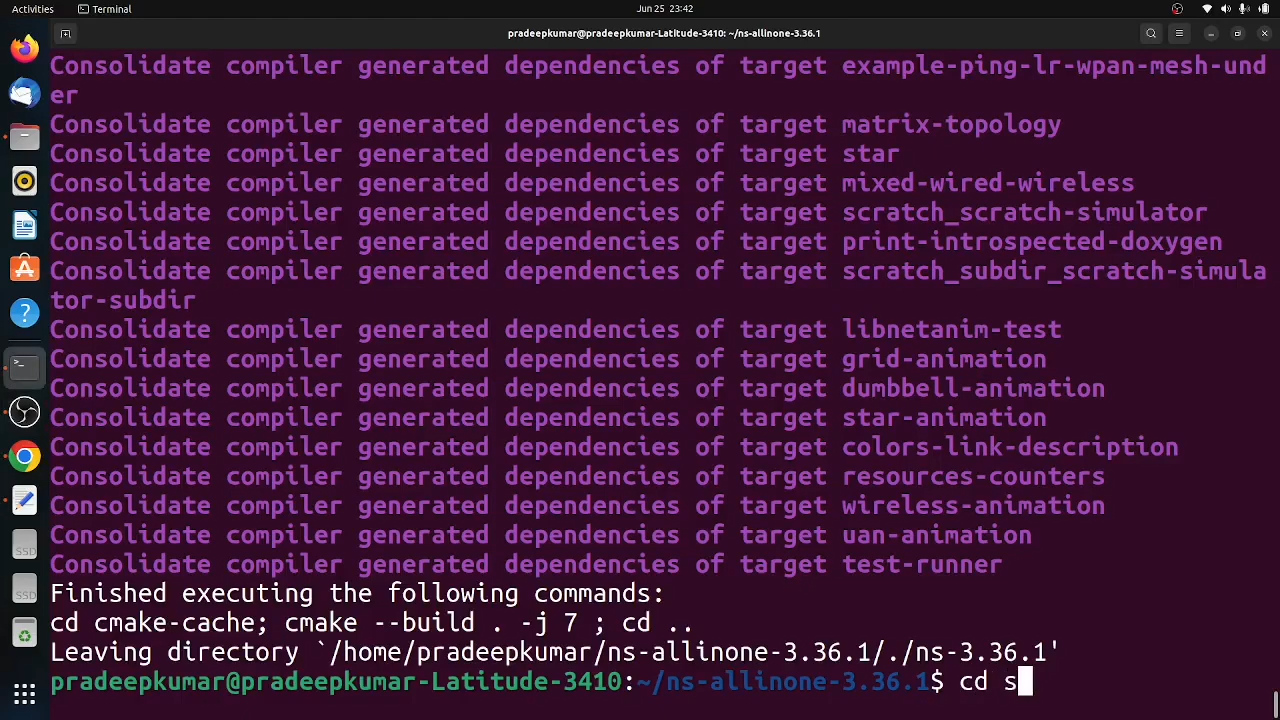 Activities
Terminal
Jun 25 23:42
pradeepkumar@pradeepkumar-Latitude-3410: ~/ns-allinone-3.36.1
Consolidate compiler generated dependencies of target example-ping-lr-wpan-mesh-und
er
Consolidate compiler generated dependencies of target matrix-topology
Consolidate compiler generated dependencies of target star
Consolidate compiler generated dependencies of target mixed-wired-wireless
Consolidate compiler generated dependencies of target scratch_scratch-simulator
Consolidate compiler generated dependencies of target print-introspected-doxygen
Consolidate compiler generated dependencies of target scratch_subdir_scratch-simula
tor-subdir
Consolidate compiler generated dependencies of target libnetanim-test
Consolidate compiler generated dependencies of target grid-animation
Consolidate compiler generated dependencies of target dumbbell-animation
Consolidate compiler generated dependencies of target star-animation
Consolidate compiler generated dependencies of target colors-link-description
Consolidate compiler generated dependencies of target resources-counters
Consolidate compiler generated dependencies of target wireless-animation
Consolidate compiler generated dependencies of target uan-animation
Consolidate compiler generated dependencies of target test-runner
Finished executing the following commands:
cd cmake-cache; cmake --build . -j 7 ; cd ..
Leaving directory `/home/pradeepkumar/ns-allinone-3.36.1/./ns-3.36.1'
pradeepkumar@pradeepkumar-Latitude-3410:~/ns-allinone-3.36.1$ cd s
SSD
SSD